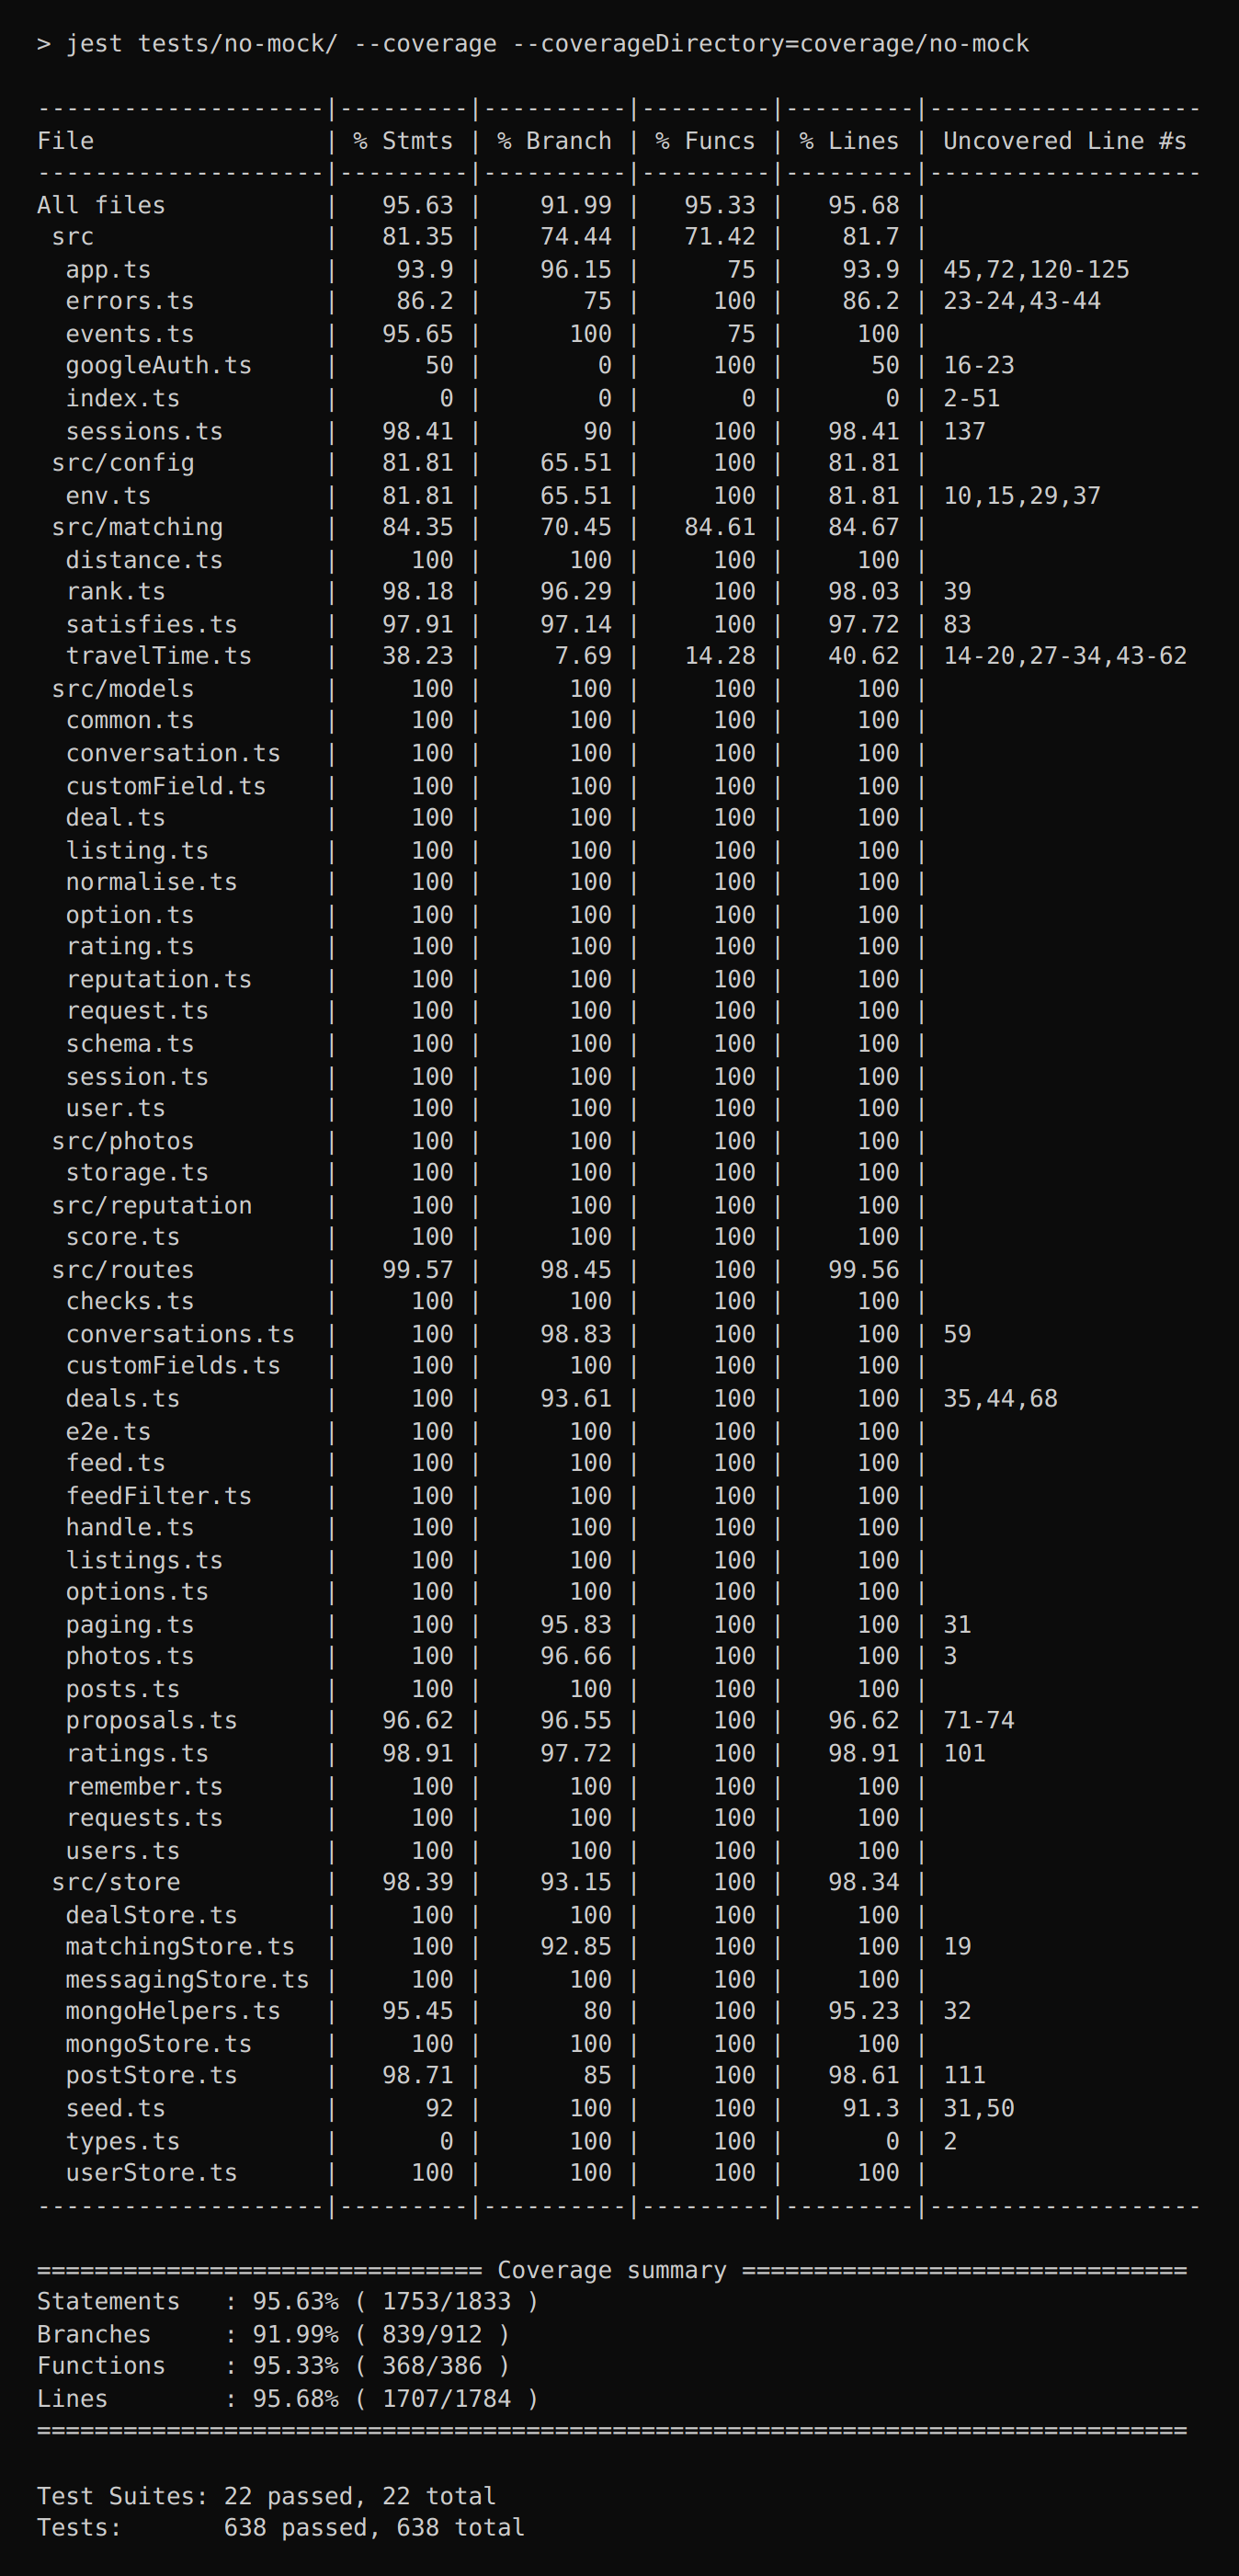 > jest tests/no-mock/ --coverage --coverageDirectory=coverage/no-mock
--------------------|---------|----------|---------|---------|-------------------
File                | % Stmts | % Branch | % Funcs | % Lines | Uncovered Line #s
--------------------|---------|----------|---------|---------|-------------------
All files           |   95.63 |    91.99 |   95.33 |   95.68 |
 src                |   81.35 |    74.44 |   71.42 |    81.7 |
  app.ts            |    93.9 |    96.15 |      75 |    93.9 | 45,72,120-125
  errors.ts         |    86.2 |       75 |     100 |    86.2 | 23-24,43-44
  events.ts         |   95.65 |      100 |      75 |     100 |
  googleAuth.ts     |      50 |        0 |     100 |      50 | 16-23
  index.ts          |       0 |        0 |       0 |       0 | 2-51
  sessions.ts       |   98.41 |       90 |     100 |   98.41 | 137
 src/config         |   81.81 |    65.51 |     100 |   81.81 |
  env.ts            |   81.81 |    65.51 |     100 |   81.81 | 10,15,29,37
 src/matching       |   84.35 |    70.45 |   84.61 |   84.67 |
  distance.ts       |     100 |      100 |     100 |     100 |
  rank.ts           |   98.18 |    96.29 |     100 |   98.03 | 39
  satisfies.ts      |   97.91 |    97.14 |     100 |   97.72 | 83
  travelTime.ts     |   38.23 |     7.69 |   14.28 |   40.62 | 14-20,27-34,43-62
 src/models         |     100 |      100 |     100 |     100 |
  common.ts         |     100 |      100 |     100 |     100 |
  conversation.ts   |     100 |      100 |     100 |     100 |
  customField.ts    |     100 |      100 |     100 |     100 |
  deal.ts           |     100 |      100 |     100 |     100 |
  listing.ts        |     100 |      100 |     100 |     100 |
  normalise.ts      |     100 |      100 |     100 |     100 |
  option.ts         |     100 |      100 |     100 |     100 |
  rating.ts         |     100 |      100 |     100 |     100 |
  reputation.ts     |     100 |      100 |     100 |     100 |
  request.ts        |     100 |      100 |     100 |     100 |
  schema.ts         |     100 |      100 |     100 |     100 |
  session.ts        |     100 |      100 |     100 |     100 |
  user.ts           |     100 |      100 |     100 |     100 |
 src/photos         |     100 |      100 |     100 |     100 |
  storage.ts        |     100 |      100 |     100 |     100 |
 src/reputation     |     100 |      100 |     100 |     100 |
  score.ts          |     100 |      100 |     100 |     100 |
 src/routes         |   99.57 |    98.45 |     100 |   99.56 |
  checks.ts         |     100 |      100 |     100 |     100 |
  conversations.ts  |     100 |    98.83 |     100 |     100 | 59
  customFields.ts   |     100 |      100 |     100 |     100 |
  deals.ts          |     100 |    93.61 |     100 |     100 | 35,44,68
  e2e.ts            |     100 |      100 |     100 |     100 |
  feed.ts           |     100 |      100 |     100 |     100 |
  feedFilter.ts     |     100 |      100 |     100 |     100 |
  handle.ts         |     100 |      100 |     100 |     100 |
  listings.ts       |     100 |      100 |     100 |     100 |
  options.ts        |     100 |      100 |     100 |     100 |
  paging.ts         |     100 |    95.83 |     100 |     100 | 31
  photos.ts         |     100 |    96.66 |     100 |     100 | 3
  posts.ts          |     100 |      100 |     100 |     100 |
  proposals.ts      |   96.62 |    96.55 |     100 |   96.62 | 71-74
  ratings.ts        |   98.91 |    97.72 |     100 |   98.91 | 101
  remember.ts       |     100 |      100 |     100 |     100 |
  requests.ts       |     100 |      100 |     100 |     100 |
  users.ts          |     100 |      100 |     100 |     100 |
 src/store          |   98.39 |    93.15 |     100 |   98.34 |
  dealStore.ts      |     100 |      100 |     100 |     100 |
  matchingStore.ts  |     100 |    92.85 |     100 |     100 | 19
  messagingStore.ts |     100 |      100 |     100 |     100 |
  mongoHelpers.ts   |   95.45 |       80 |     100 |   95.23 | 32
  mongoStore.ts     |     100 |      100 |     100 |     100 |
  postStore.ts      |   98.71 |       85 |     100 |   98.61 | 111
  seed.ts           |      92 |      100 |     100 |    91.3 | 31,50
  types.ts          |       0 |      100 |     100 |       0 | 2
  userStore.ts      |     100 |      100 |     100 |     100 |
--------------------|---------|----------|---------|---------|-------------------
=============================== Coverage summary ===============================
Statements   : 95.63% ( 1753/1833 )
Branches     : 91.99% ( 839/912 )
Functions    : 95.33% ( 368/386 )
Lines        : 95.68% ( 1707/1784 )
================================================================================
Test Suites: 22 passed, 22 total
Tests:       638 passed, 638 total